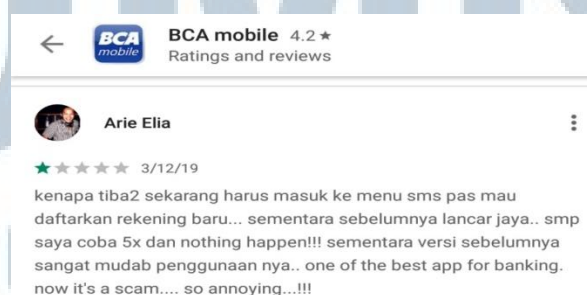 BCA mobile
BCA mobile 4.2★
Ratings and reviews
Arie Elia
3/12/19
kenapa tiba2 sekarang harus masuk ke menu sms pas mau
daftarkan rekening baru... sementara sebelumnya lancar jaya.. smp
saya coba 5x dan nothing happen!!! sementara versi sebelumnya
sangat mudab penggunaan nya.. one of the best app for banking.
now it's a scam.... so annoying...!!!